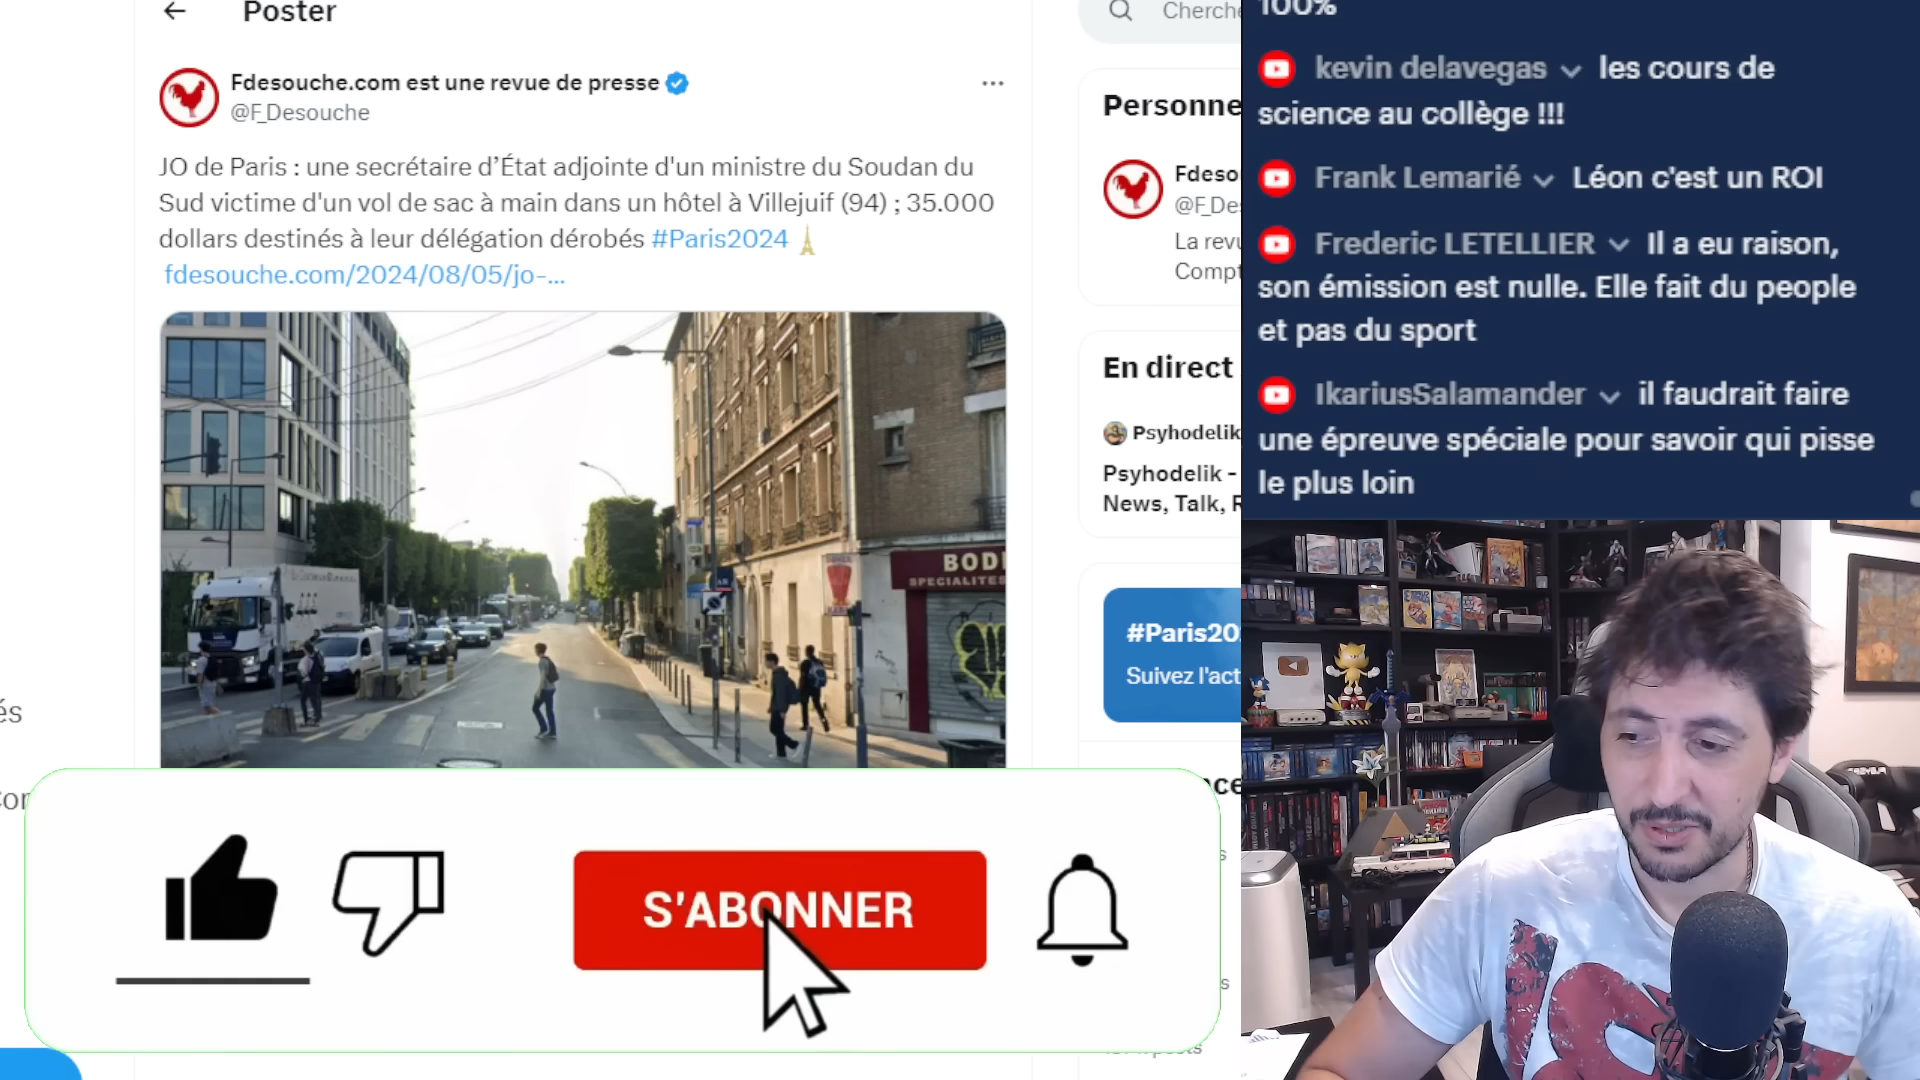 Poster
Fdesouche.com est une revue de presse
@F_Desouche
JO de Paris : une secrétaire d’État adjointe d'un ministre du Soudan du
Sud victime d'un vol de sac à main dans un hôtel à Villejuif (94) ; 35.000
dollars destinés à leur délégation dérobés #Paris2024
fdesouche.com/2024/08/05/jo-...
BODE
SPECIALITES
S'ABONNER
Cherche
Personne
Fdeso
@F_Des
La revu
Compt
En direct
Psyhodelik
Psyhodelik -
News, Talk, R
#Paris20
Suivez l'act
100%
kevin delavegas les cours de
science au collège !!!
Frank Lemarié Léon c'est un ROI
Frederic LETELLIER Il a eu raison,
son émission est nulle. Elle fait du people
et pas du sport
IkariusSalamander il faudrait faire
une épreuve spéciale pour savoir qui pisse
le plus loin